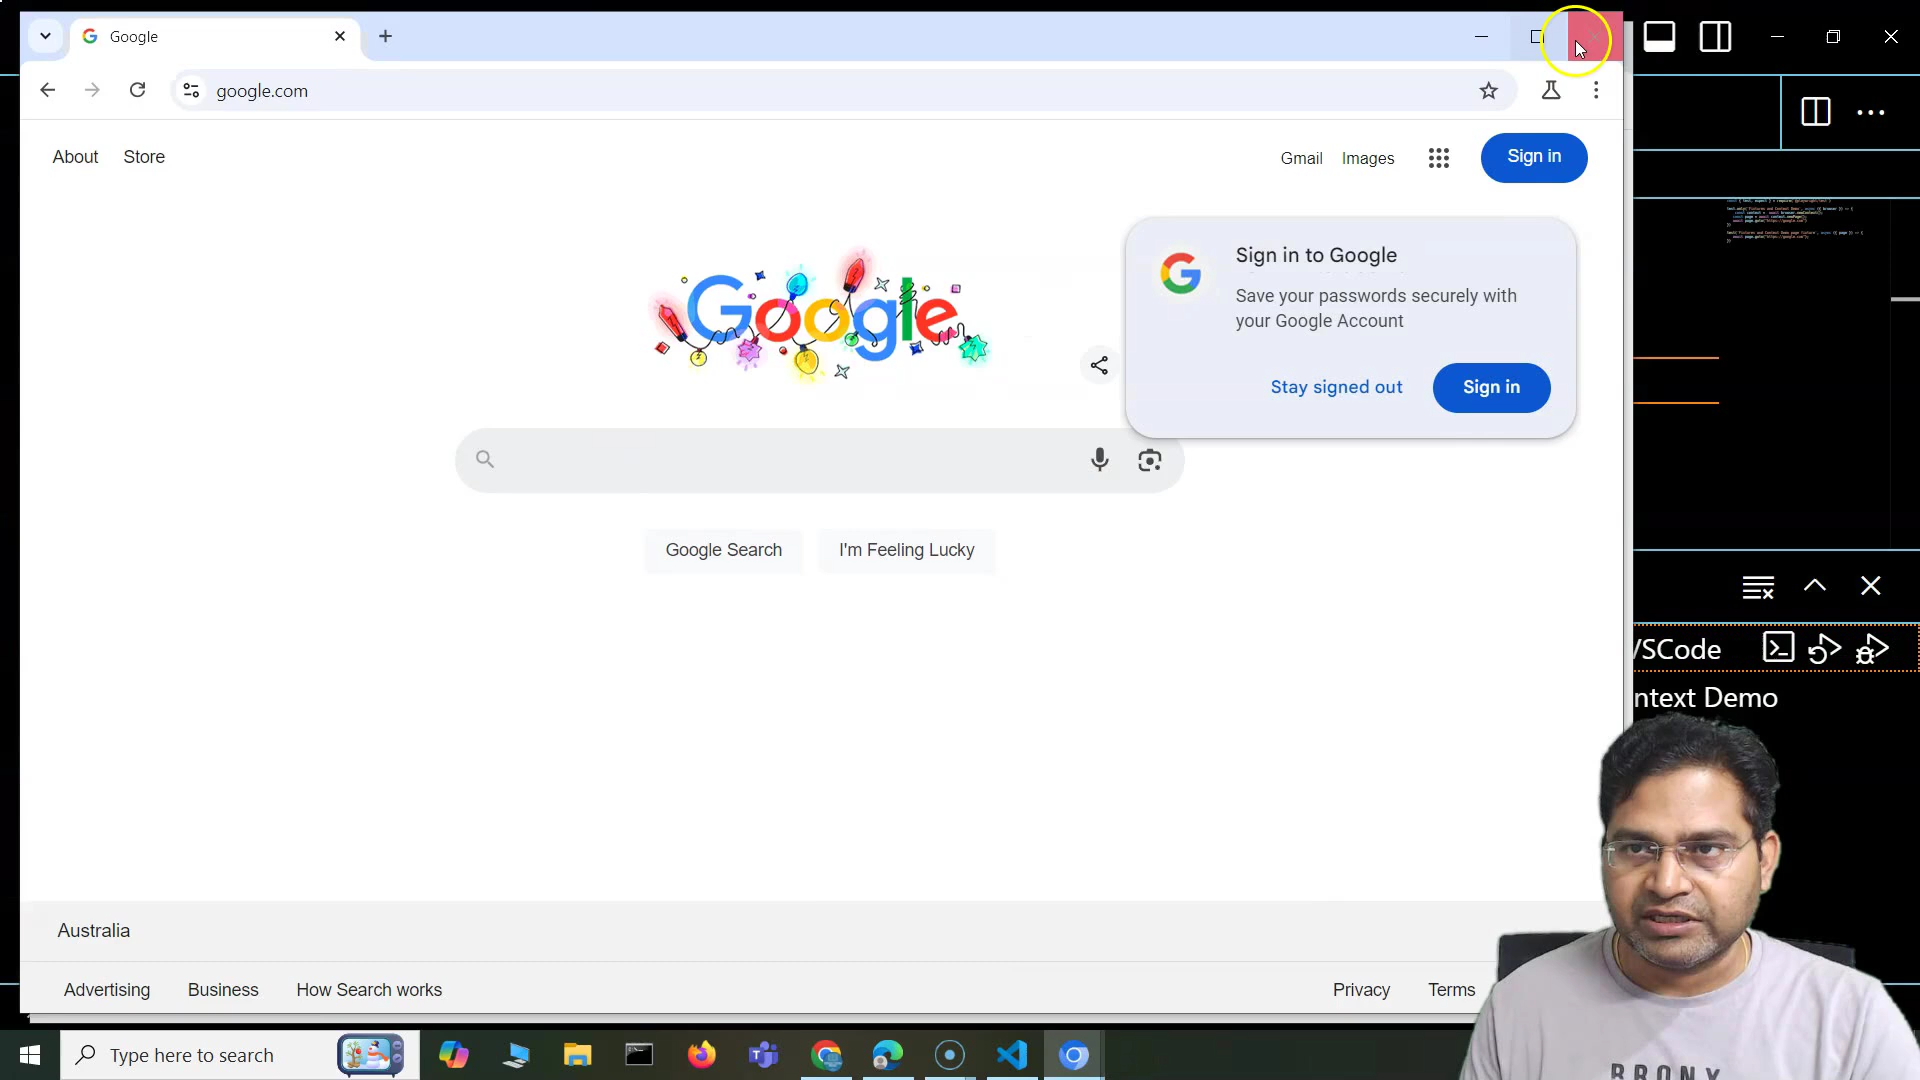 Google
google.com
About Store
Gmail Images Sign in
Google
Sign in to Google
Save your passwords securely with
your Google Account
Stay signed out Sign in
Google Search I'm Feeling Lucky
/SCode
ntext Demo
Australia
Advertising Business How Search works
Privacy Terms
Type here to search
BRONX